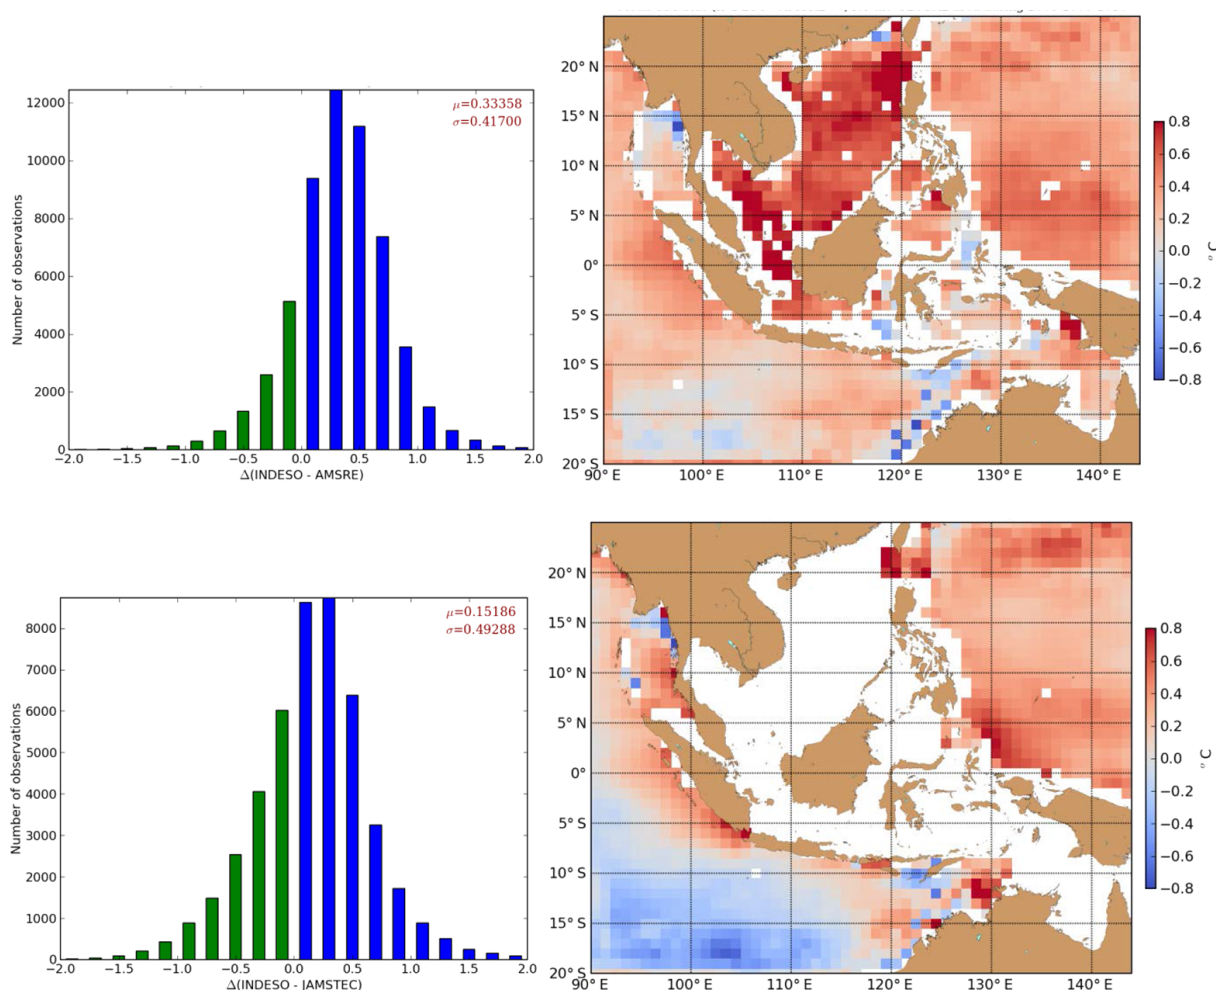 μ=0.33358
σ=0.41700
Number of observations
12000
10000
8000
6000
4000
2000
0
−2.0 −1.5 −1.0 −0.5 0.0 0.5 1.0 1.5 2.0
Δ(INDESO - AMSRE)
20° N
15° N
10° N
5° N
0°
5° S
10° S
15° S
20° S
90° E 100° E 110° E 120° E 130° E 140° E
0.8
0.6
0.4
0.2
0.0
−0.2
−0.4
−0.6
−0.8
°C
μ=0.15186
σ=0.49288
Number of observations
8000
7000
6000
5000
4000
3000
2000
1000
0
−2.0 −1.5 −1.0 −0.5 0.0 0.5 1.0 1.5 2.0
Δ(INDESO - JAMSTEC)
20° N
15° N
10° N
5° N
0°
5° S
10° S
15° S
20° S
90° E 100° E 110° E 120° E 130° E 140° E
0.8
0.6
0.4
0.2
0.0
−0.2
−0.4
−0.6
−0.8
°C